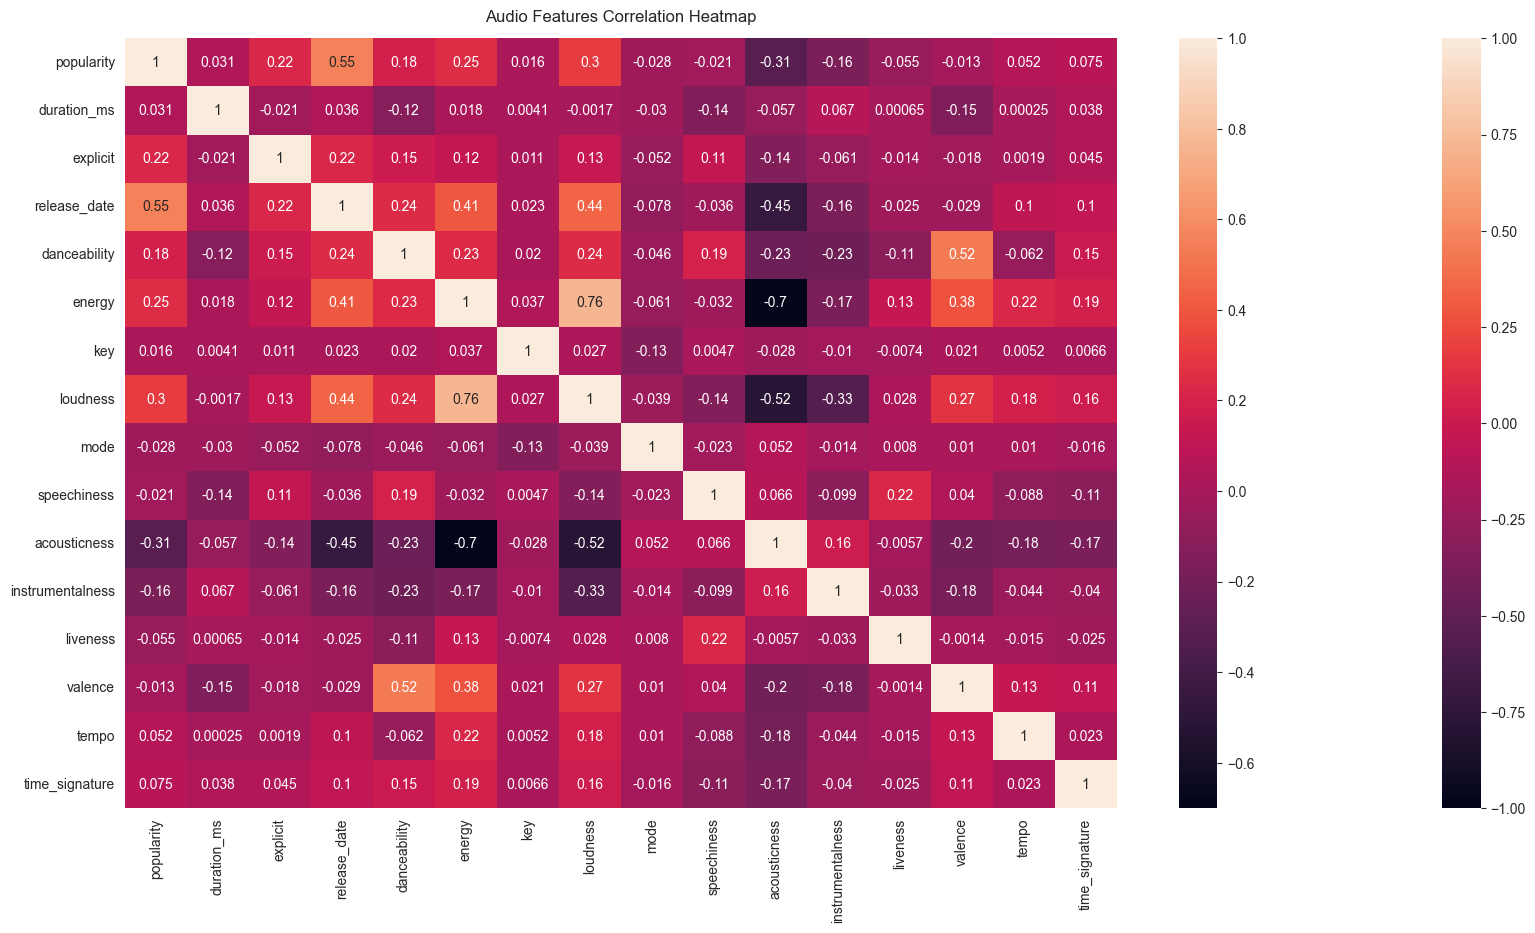 Audio Features Correlation Heatmap
popularity 1 0.031 0.22 0.55 0.18 0.25 0.016 0.3 -0.028 -0.021 -0.31 -0.16 -0.055 -0.013 0.052 0.075
duration_ms 0.031 1 -0.021 0.036 -0.12 0.018 0.0041 -0.0017 -0.03 -0.14 -0.057 0.067 0.00065 -0.15 0.00025 0.038
explicit 0.22 -0.021 1 0.22 0.15 0.12 0.011 0.13 -0.052 0.11 -0.14 -0.061 -0.014 -0.018 0.0019 0.045
release_date 0.55 0.036 0.22 1 0.24 0.41 0.023 0.44 -0.078 -0.036 -0.45 -0.16 -0.025 -0.029 0.1 0.1
danceability 0.18 -0.12 0.15 0.24 1 0.23 0.02 0.24 -0.046 0.19 -0.23 -0.23 -0.11 0.52 -0.062 0.15
energy 0.25 0.018 0.12 0.41 0.23 1 0.037 0.76 -0.061 -0.032 -0.7 -0.17 0.13 0.38 0.22 0.19
key 0.016 0.0041 0.011 0.023 0.02 0.037 1 0.027 -0.13 0.0047 -0.028 -0.01 -0.0074 0.021 0.0052 0.0066
loudness 0.3 -0.0017 0.13 0.44 0.24 0.76 0.027 1 -0.039 -0.14 -0.52 -0.33 0.028 0.27 0.18 0.16
mode -0.028 -0.03 -0.052 -0.078 -0.046 -0.061 -0.13 -0.039 1 -0.023 0.052 -0.014 0.008 0.01 0.01 -0.016
speechiness -0.021 -0.14 0.11 -0.036 0.19 -0.032 0.0047 -0.14 -0.023 1 0.066 -0.099 0.22 0.04 -0.088 -0.11
acousticness -0.31 -0.057 -0.14 -0.45 -0.23 -0.7 -0.028 -0.52 0.052 0.066 1 0.16 -0.0057 -0.2 -0.18 -0.17
instrumentalness -0.16 0.067 -0.061 -0.16 -0.23 -0.17 -0.01 -0.33 -0.014 -0.099 0.16 1 -0.033 -0.18 -0.044 -0.04
liveness -0.055 0.00065 -0.014 -0.025 -0.11 0.13 -0.0074 0.028 0.008 0.22 -0.0057 -0.033 1 -0.0014 -0.015 -0.025
valence -0.013 -0.15 -0.018 -0.029 0.52 0.38 0.021 0.27 0.01 0.04 -0.2 -0.18 -0.0014 1 0.13 0.11
tempo 0.052 0.00025 0.0019 0.1 -0.062 0.22 0.0052 0.18 0.01 -0.088 -0.18 -0.044 -0.015 0.13 1 0.023
time_signature 0.075 0.038 0.045 0.1 0.15 0.19 0.0066 0.16 -0.016 -0.11 -0.17 -0.04 -0.025 0.11 0.023 1
popularity
duration_ms
explicit
release_date
danceability
energy
key
loudness
mode
speechiness
acousticness
instrumentalness
liveness
valence
tempo
time_signature
1.0
0.8
0.6
0.4
0.2
0.0
−0.2
−0.4
−0.6
1.00
0.75
0.50
0.25
0.00
−0.25
−0.50
−0.75
−1.00